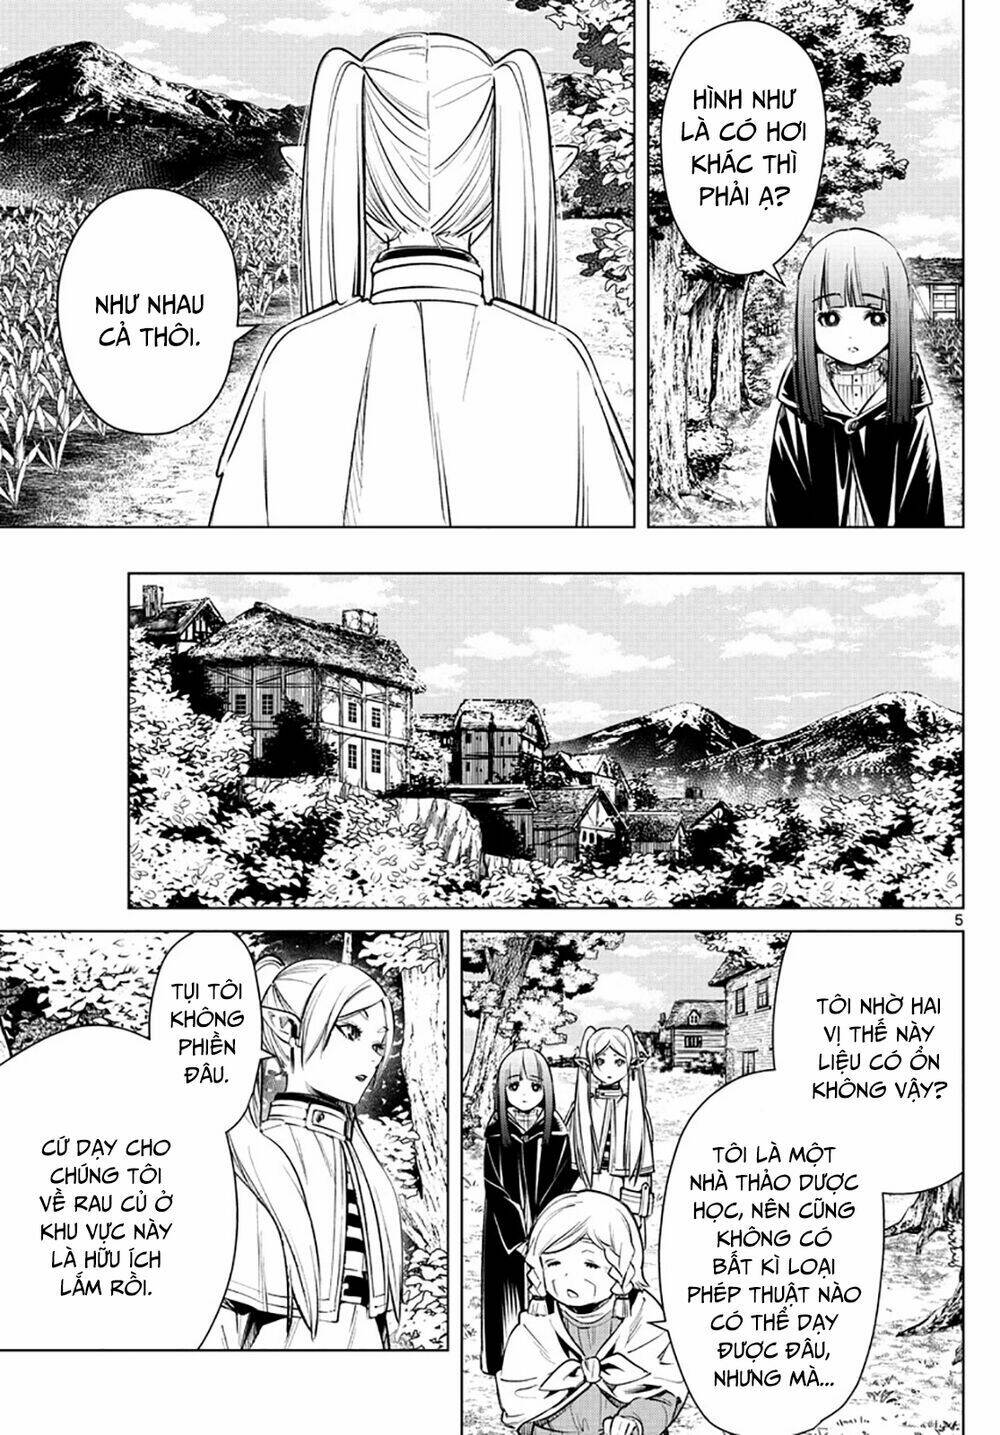 HÌNH NHƯ
LÀ CÓ HƠI
KHÁC THÌ
PHẢI Ạ?
NHƯ NHAU
CẢ THÔI.
5
TÔI NHỜ HAI
VỊ THẾ NÀY
LIỆU CÓ ỔN
KHÔNG VẬY?
TÔI LÀ MỘT
NHÀ THẢO DƯỢC
HỌC, NÊN CŨNG
KHÔNG CÓ
BẤT KÌ LOẠI
PHÉP THUẬT NÀO
CÓ THỂ DẠY
ĐƯỢC ĐÂU,
NHƯNG MÀ...
TỤI TÔI
KHÔNG
PHIỀN
ĐÂU.
CỨ DẠY CHO
CHÚNG TÔI
VỀ RAU CỦ Ở
KHU VỰC NÀY
LÀ HỮU ÍCH
LẮM RỒI.